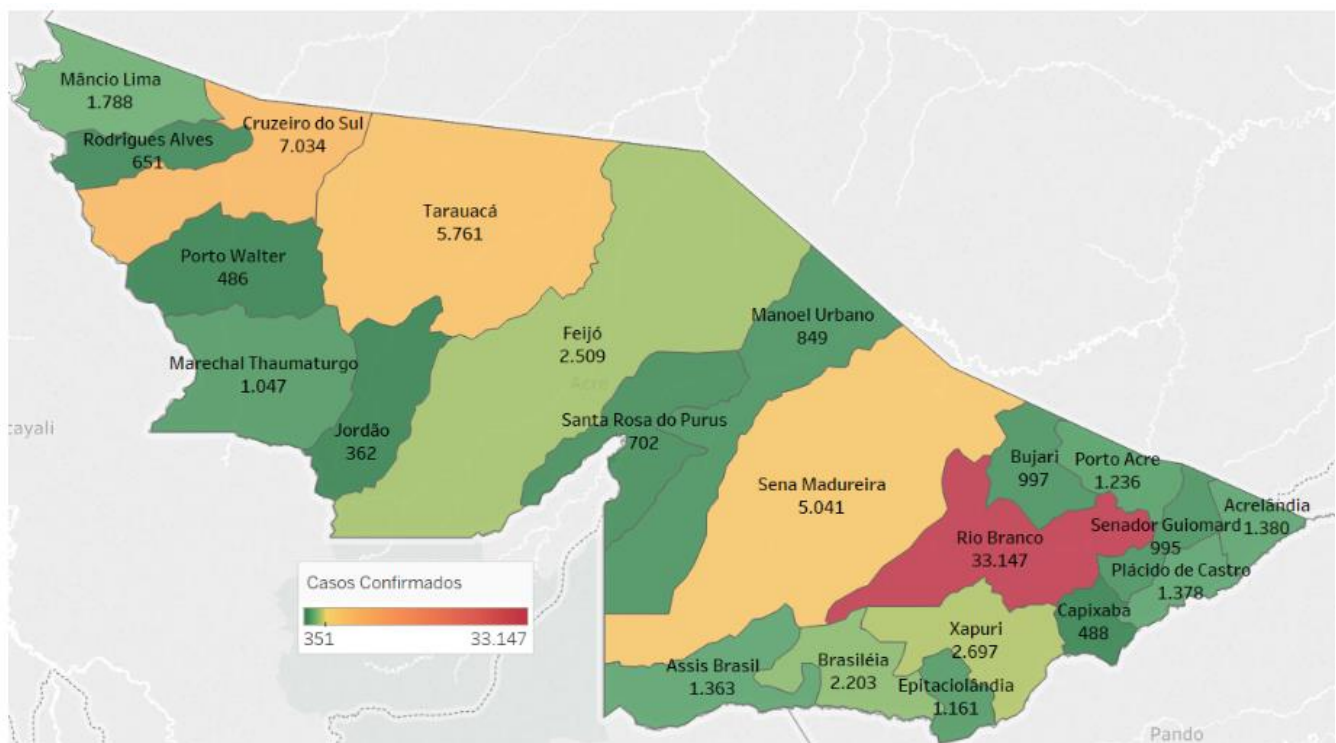 Mâncio Lima
1.788
Rodrigues Alves
651
Cruzeiro do Sul
7.034
Tarauacá
5.761
Porto Walter
486
Marechal Thaumaturgo
1.047
Jordão
362
Feijó
2.509
Acre
Manoel Urbano
849
Santa Rosa do Purus
702
Sena Madureira
5.041
Bujari
997
Porto Acre
1.236
Acrelândia
1.380
Senador Guiomard
995
Rio Branco
33.147
Plácido de Castro
1.378
Capixaba
488
Xapuri
2.697
Brasiléia
2.203
Assis Brasil
1.363
Epitaciolândia
1.161
cayali
Pando
Casos Confirmados
351 33.147